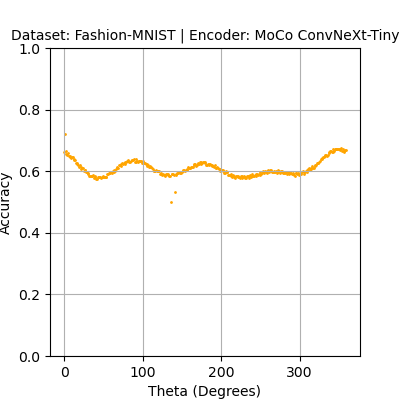 Dataset: Fashion-MNIST | Encoder: MoCo ConvNeXt-Tiny
1.0
0.8
0.6
0.4
0.2
0.0
Accuracy
0 100 200 300
Theta (Degrees)